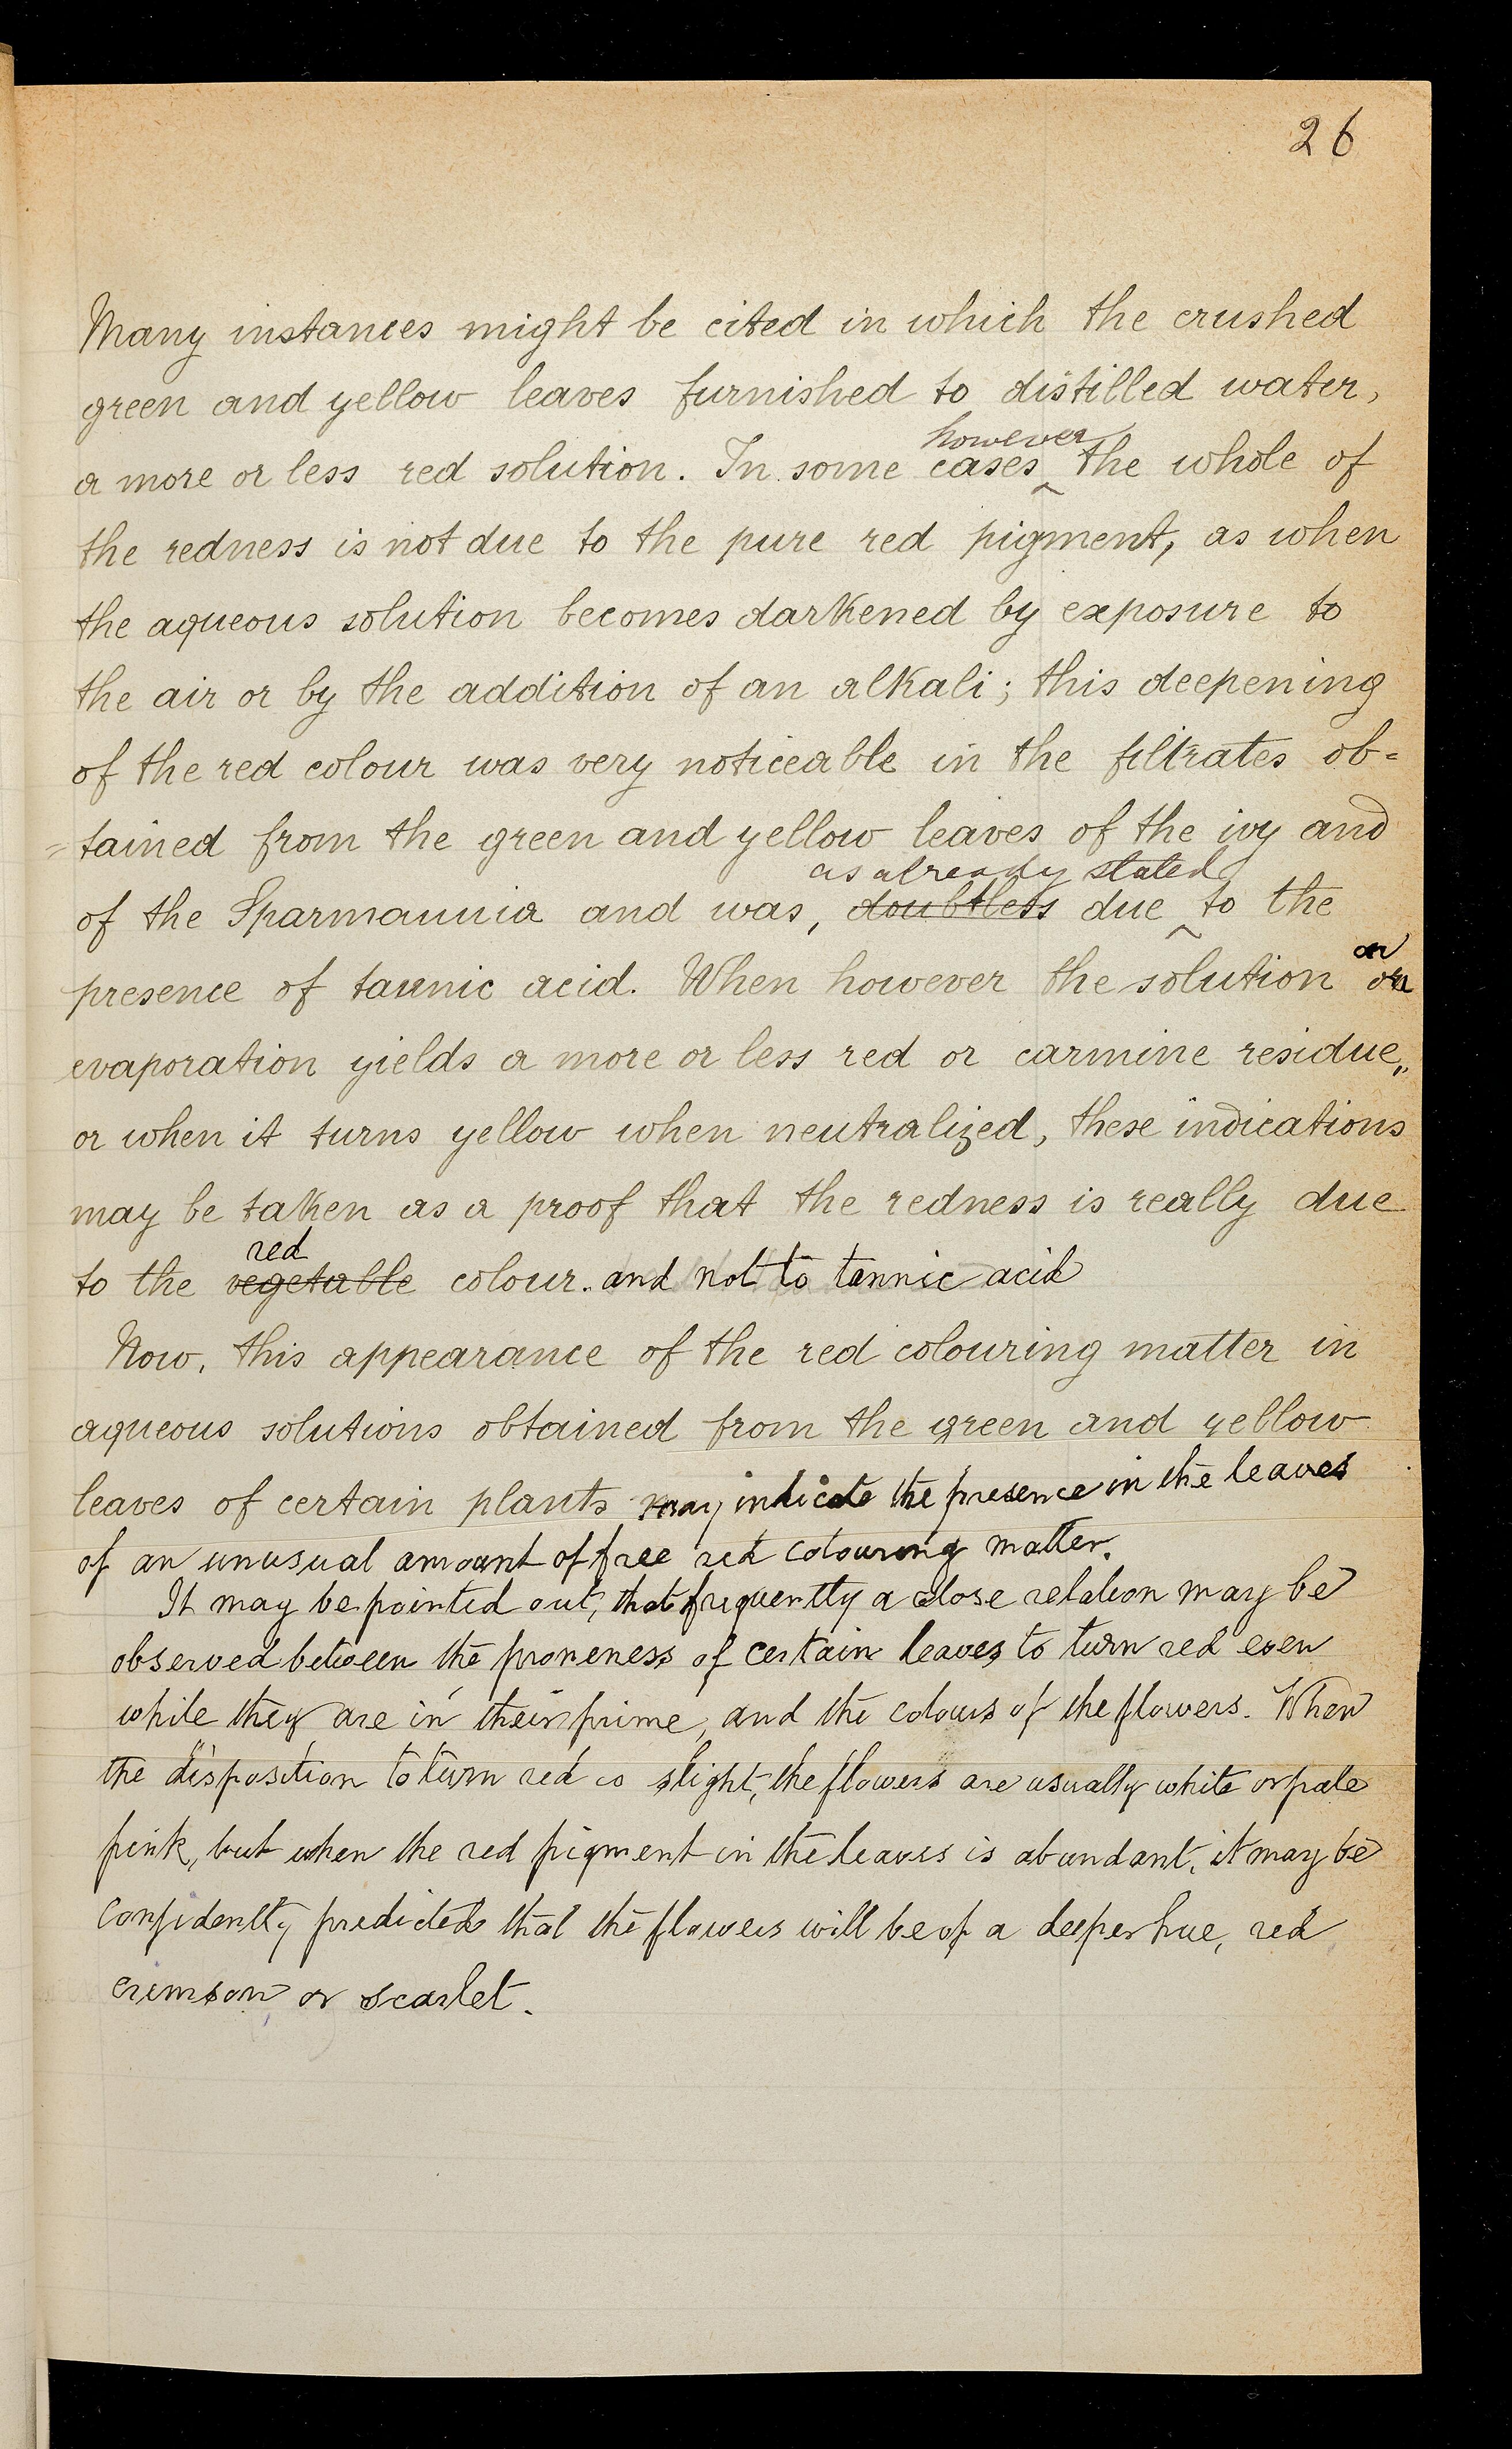 26
Many instances might be cited in which the crushed
green and yellow leaves furnished to distilled water,
however
a more or less red solution. In some cases the whole of
the redness is not due to the pure red pigment, as when
the aqueous solution becomes darkened by exposure to
the air or by the addition of an alkali; this deepening
of the red colour was very noticeable in the filtrates ob=
=tained from the green and yellow leaves of the ivy and
as already stated
of the Sparmannia and was, doubtless due to the
on
presence of tannic acid. When however the solution on
evaporation yields a more or less red or carmine residue,
or when it turns yellow when neutralized, these indications
may be taken as a proof that the redness is really due
red
to the vegetable colour. and not to tannic acid
Now, this appearance of the red colouring matter in
aqueous solutions obtained from the green and yellow
leaves of certain plants may indicate the presence in the leaves
of an unusual amount of free red colouring matter.
It may be pointed out, that frequently a close relation may be
observed between the proneness of certain leaves to turn red even
while they are in their prime, and the colours of the flowers. When
the disposition to turn red is slight, the flowers are usually white or pale
pink, but when the red pigment in the leaves is abundant, it may be
confidently predicted that the flowers will be of a deeper hue, red
crimson or scarlet.